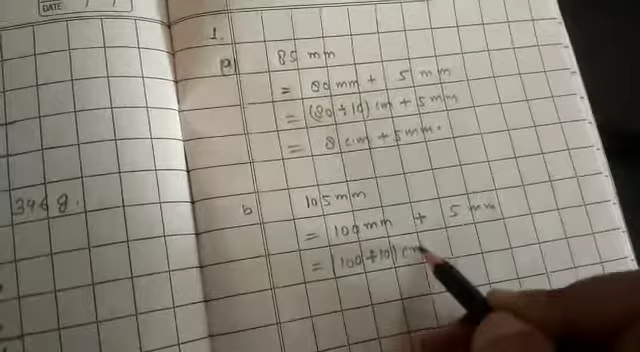 DATE
1.
a 85 mm
= 80 mm + 5 mm
= (80 ÷ 10) cm + 5 mm
= 8 cm + 5 mm.
346 g.
b 105 mm
= 100 mm + 5 mm
= (100 ÷ 10) cm